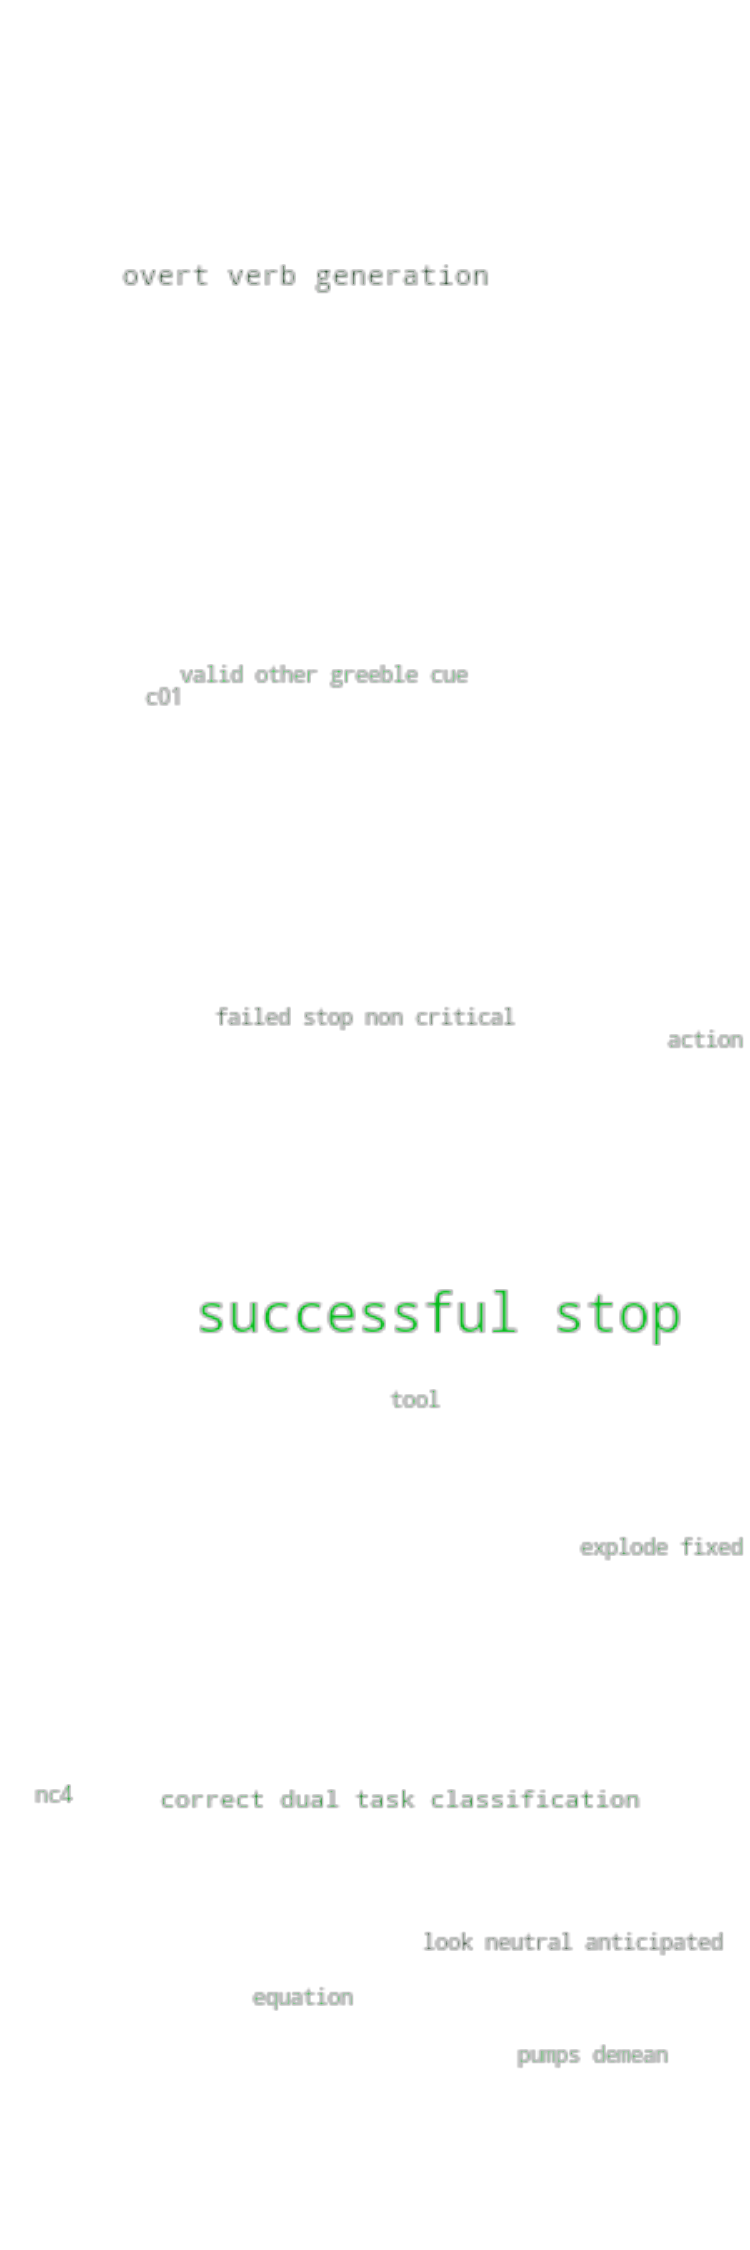 overt verb generation
valid other greeble cue
c01
failed stop non critical
action
successful stop
tool
explode fixed
nc4
correct dual task classification
look neutral anticipated
equation
pumps demean